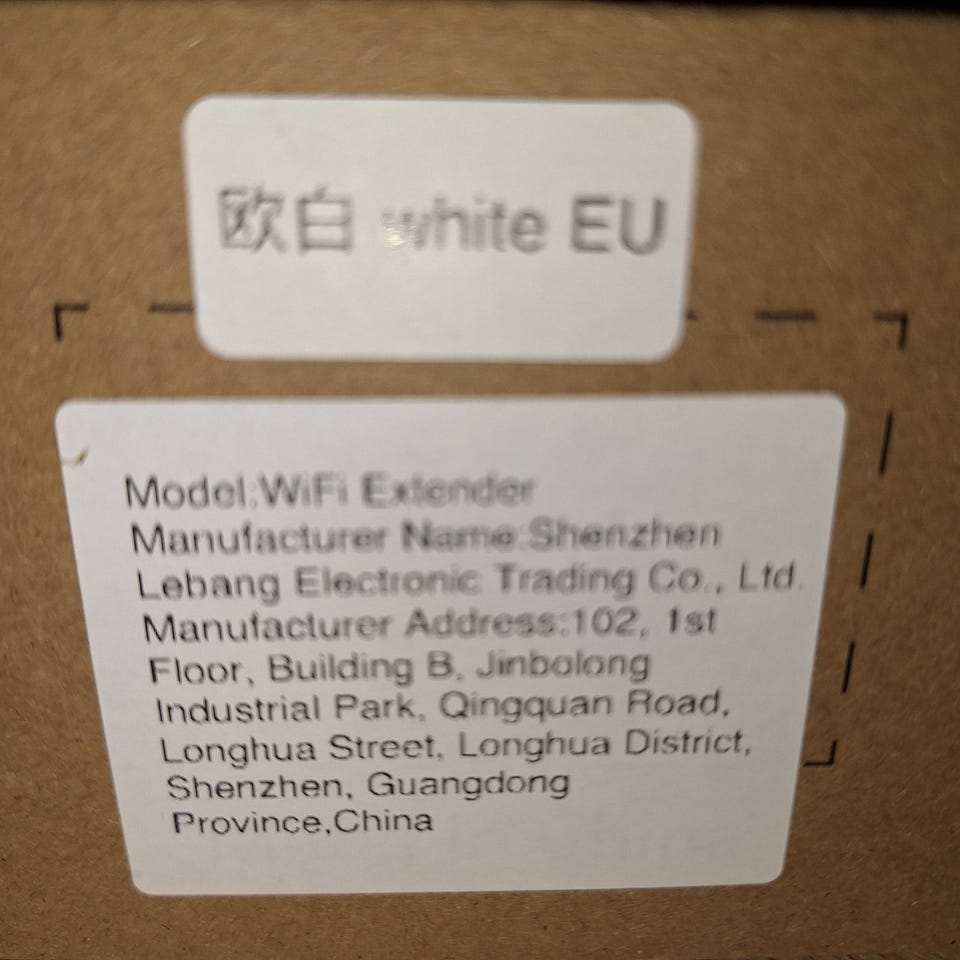 欧白 white EU
Model:WiFi Extender
Manufacturer Name:Shenzhen
Lebang Electronic Trading Co., Ltd.
Manufacturer Address:102, 1st
Floor, Building B, Jinbolong
Industrial Park, Qingquan Road,
Longhua Street, Longhua District,
Shenzhen, Guangdong
Province,China